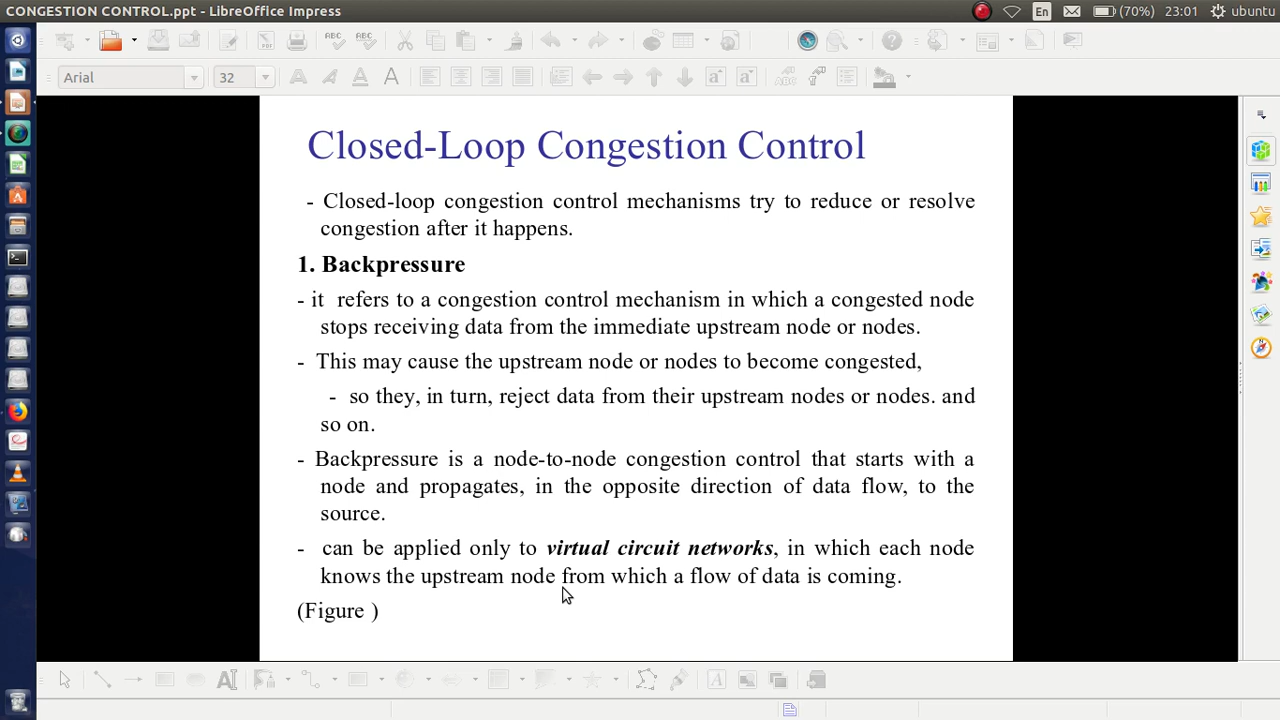 CONGESTION CONTROL.ppt - LibreOffice Impress
En (70%) 23:01 ubuntu
Arial 32
Closed-Loop Congestion Control
- Closed-loop congestion control mechanisms try to reduce or resolve
congestion after it happens.
1. Backpressure
- it refers to a congestion control mechanism in which a congested node
stops receiving data from the immediate upstream node or nodes.
- This may cause the upstream node or nodes to become congested,
- so they, in turn, reject data from their upstream nodes or nodes. and
so on.
- Backpressure is a node-to-node congestion control that starts with a
node and propagates, in the opposite direction of data flow, to the
source.
- can be applied only to virtual circuit networks, in which each node
knows the upstream node from which a flow of data is coming.
(Figure )